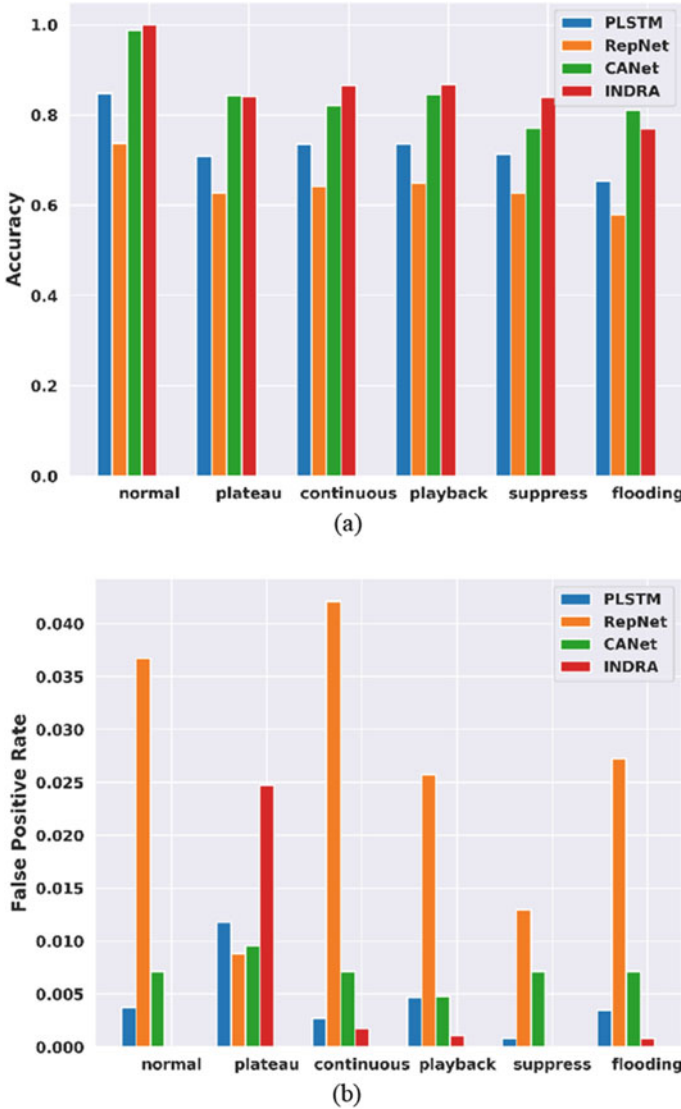 1.0
0.8
0.6
0.4
0.2
0.0
Accuracy
PLSTM
RepNet
CANet
INDRA
normal plateau continuous playback suppress flooding
(a)
0.040
0.035
0.030
0.025
0.020
0.015
0.010
0.005
0.000
False Positive Rate
PLSTM
RepNet
CANet
INDRA
normal plateau continuous playback suppress flooding
(b)